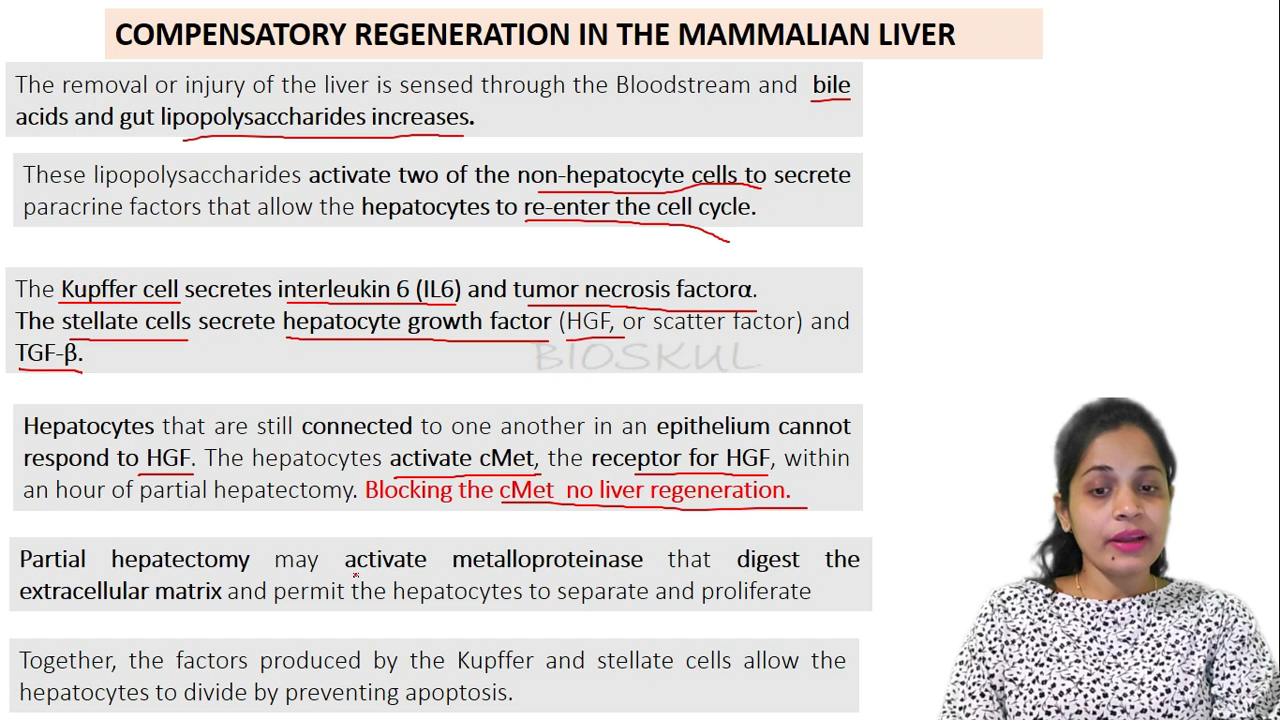 COMPENSATORY REGENERATION IN THE MAMMALIAN LIVER
The removal or injury of the liver is sensed through the Bloodstream and bile
acids and gut lipopolysaccharides increases.
These lipopolysaccharides activate two of the non-hepatocyte cells to secrete
paracrine factors that allow the hepatocytes to re-enter the cell cycle.
The Kupffer cell secretes interleukin 6 (IL6) and tumor necrosis factorα.
The stellate cells secrete hepatocyte growth factor (HGF, or scatter factor) and
TGF-β.
BIOSKUL
Hepatocytes that are still connected to one another in an epithelium cannot
respond to HGF. The hepatocytes activate cMet, the receptor for HGF, within
an hour of partial hepatectomy. Blocking the cMet no liver regeneration.
Partial hepatectomy may activate metalloproteinase that digest the
extracellular matrix and permit the hepatocytes to separate and proliferate
Together, the factors produced by the Kupffer and stellate cells allow the
hepatocytes to divide by preventing apoptosis.